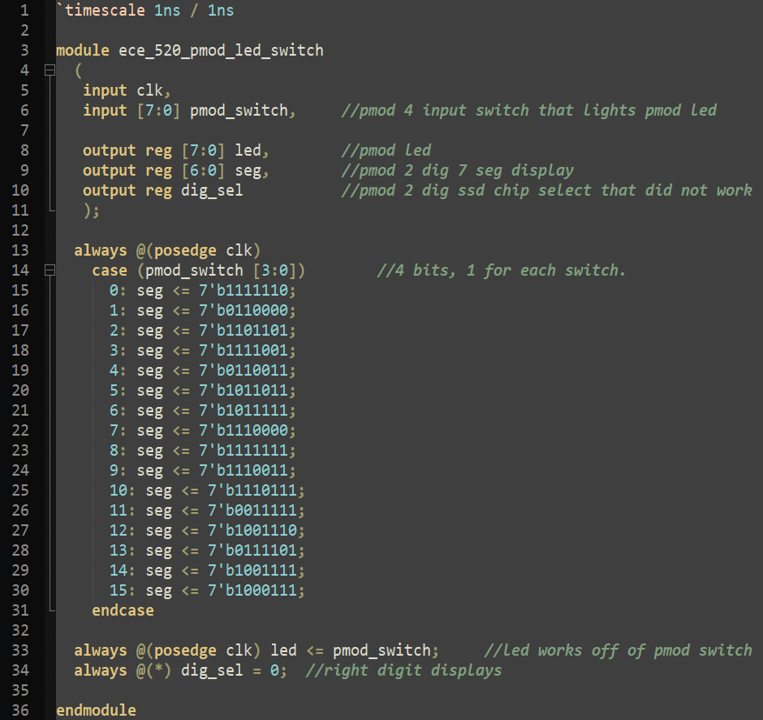 1 `timescale 1ns / 1ns
2
3 module ece_520_pmod_led_switch
4 (
5 input clk,
6 input [7:0] pmod_switch, //pmod 4 input switch that lights pmod led
7
8 output reg [7:0] led, //pmod led
9 output reg [6:0] seg, //pmod 2 dig 7 seg display
10 output reg dig_sel //pmod 2 dig ssd chip select that did not work
11 );
12
13 always @(posedge clk)
14 case (pmod_switch [3:0]) //4 bits, 1 for each switch.
15 0: seg <= 7'b1111110;
16 1: seg <= 7'b0110000;
17 2: seg <= 7'b1101101;
18 3: seg <= 7'b1111001;
19 4: seg <= 7'b0110011;
20 5: seg <= 7'b1011011;
21 6: seg <= 7'b1011111;
22 7: seg <= 7'b1110000;
23 8: seg <= 7'b1111111;
24 9: seg <= 7'b1110011;
25 10: seg <= 7'b1110111;
26 11: seg <= 7'b0011111;
27 12: seg <= 7'b1001110;
28 13: seg <= 7'b0111101;
29 14: seg <= 7'b1001111;
30 15: seg <= 7'b1000111;
31 endcase
32
33 always @(posedge clk) led <= pmod_switch; //led works off of pmod switch
34 always @(*) dig_sel = 0; //right digit displays
35
36 endmodule